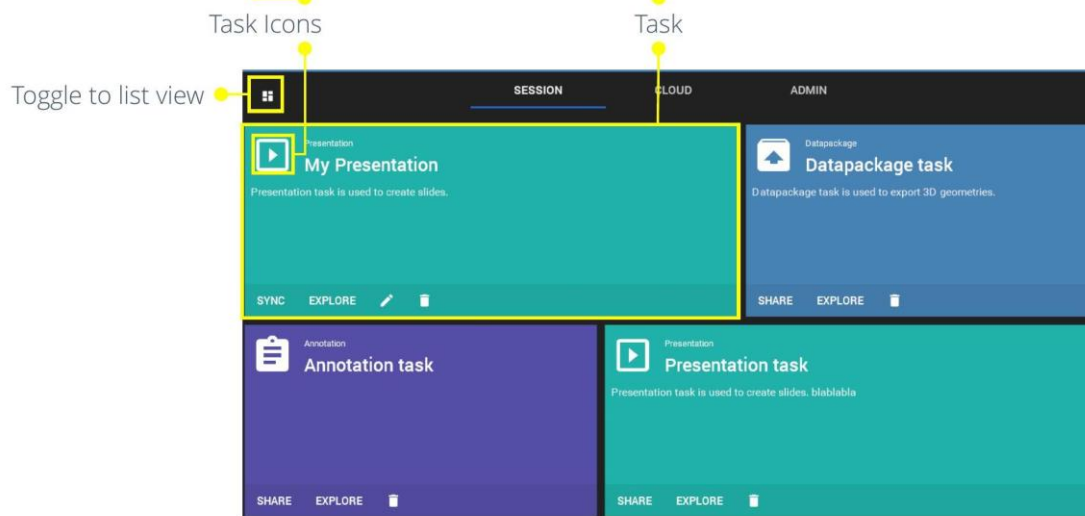 Task Icons
Task
Toggle to list view
SESSION
CLOUD
ADMIN
Presentation
My Presentation
Presentation task is used to create slides.
SYNC EXPLORE
Datapackage
Datapackage task
Datapackage task is used to export 3D geometries.
SHARE EXPLORE
Annotation
Annotation task
SHARE EXPLORE
Presentation
Presentation task
Presentation task is used to create slides. blablabla
SHARE EXPLORE